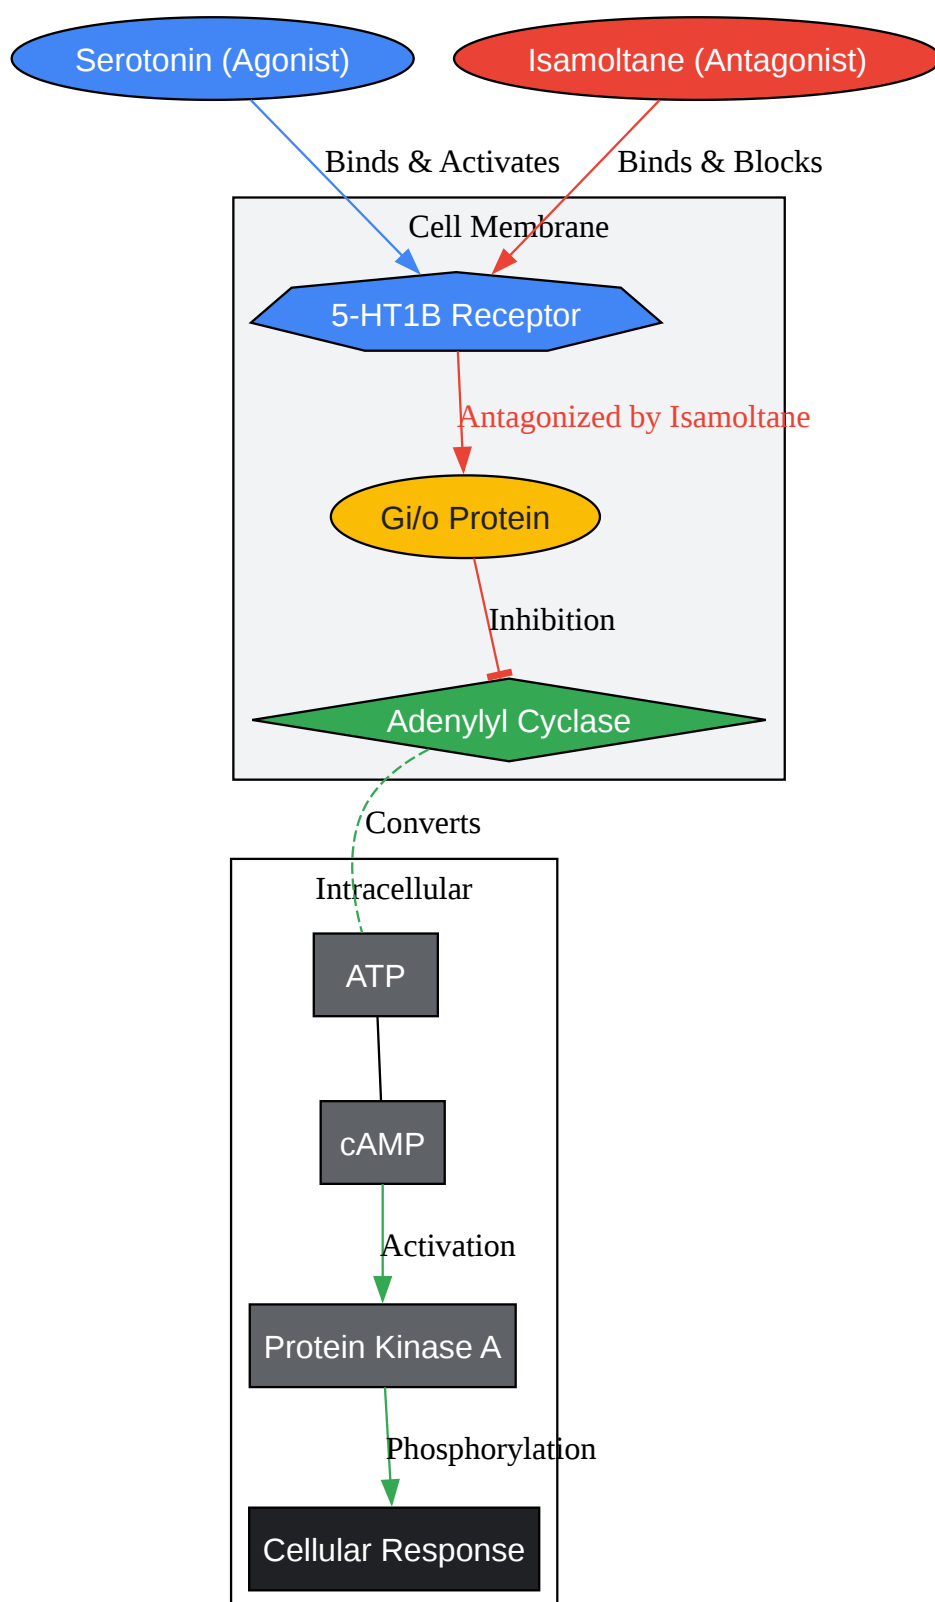 Serotonin (Agonist)
Isamoltane (Antagonist)
Binds & Activates
Binds & Blocks
Cell Membrane
5-HT1B Receptor
Antagonized by Isamoltane
Gi/o Protein
Inhibition
Adenylyl Cyclase
Converts
Intracellular
ATP
cAMP
Activation
Protein Kinase A
Phosphorylation
Cellular Response